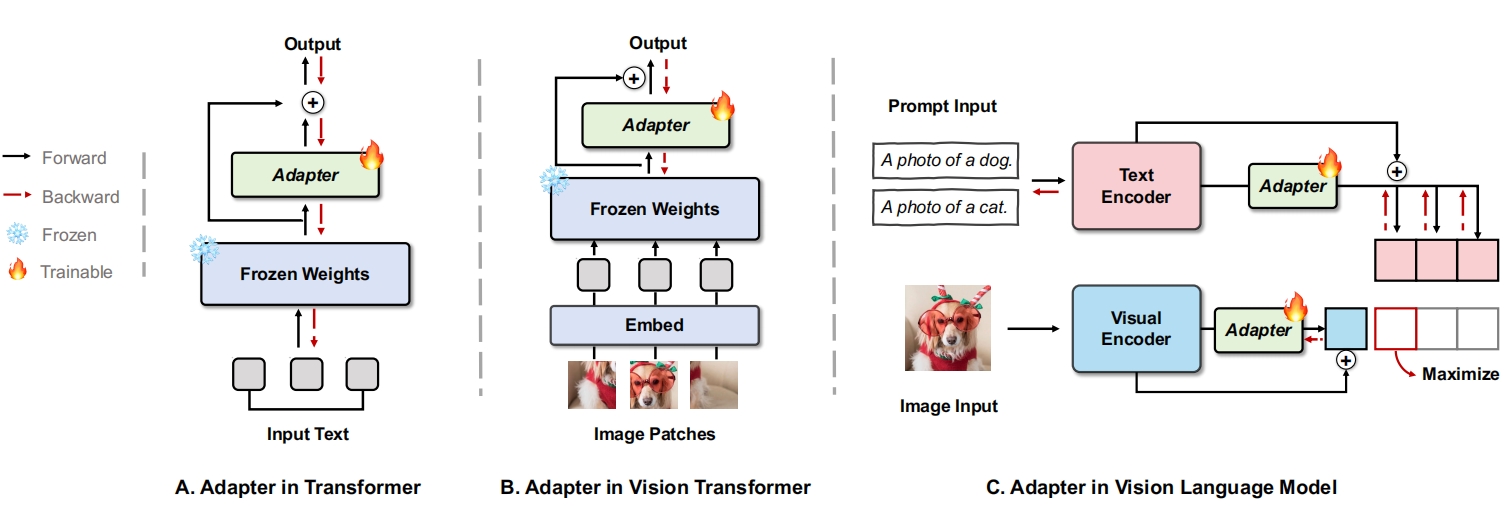 Forward
Backward
Frozen
Trainable
Output
+
Adapter
Frozen Weights
Input Text
A. Adapter in Transformer
Output
+
Adapter
Frozen Weights
Embed
Image Patches
B. Adapter in Vision Transformer
Prompt Input
A photo of a dog.
A photo of a cat.
Text
Encoder
Adapter
+
Visual
Encoder
Adapter
+
Maximize
Image Input
C. Adapter in Vision Language Model